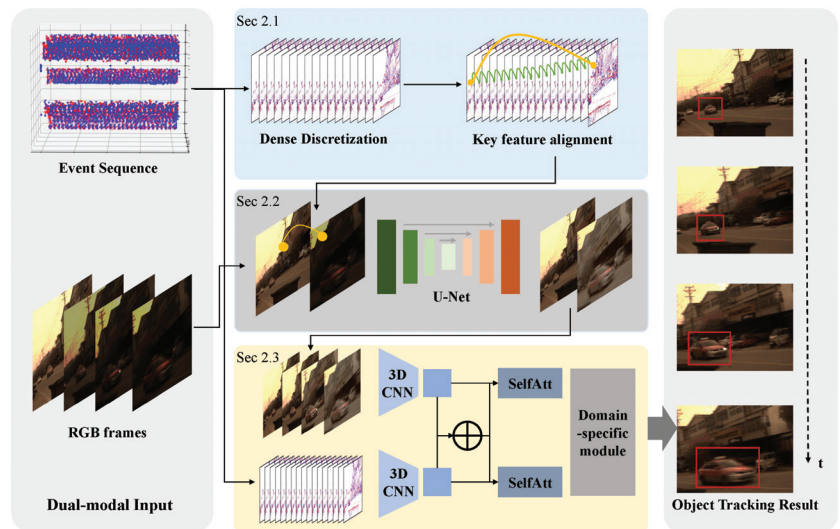 Event Sequence
RGB frames
Dual-modal Input
Sec 2.1
Dense Discretization
Key feature alignment
Sec 2.2
U-Net
Sec 2.3
3D
CNN
SelfAtt
3D
CNN
SelfAtt
Domain
-specific
module
t
Object Tracking Result